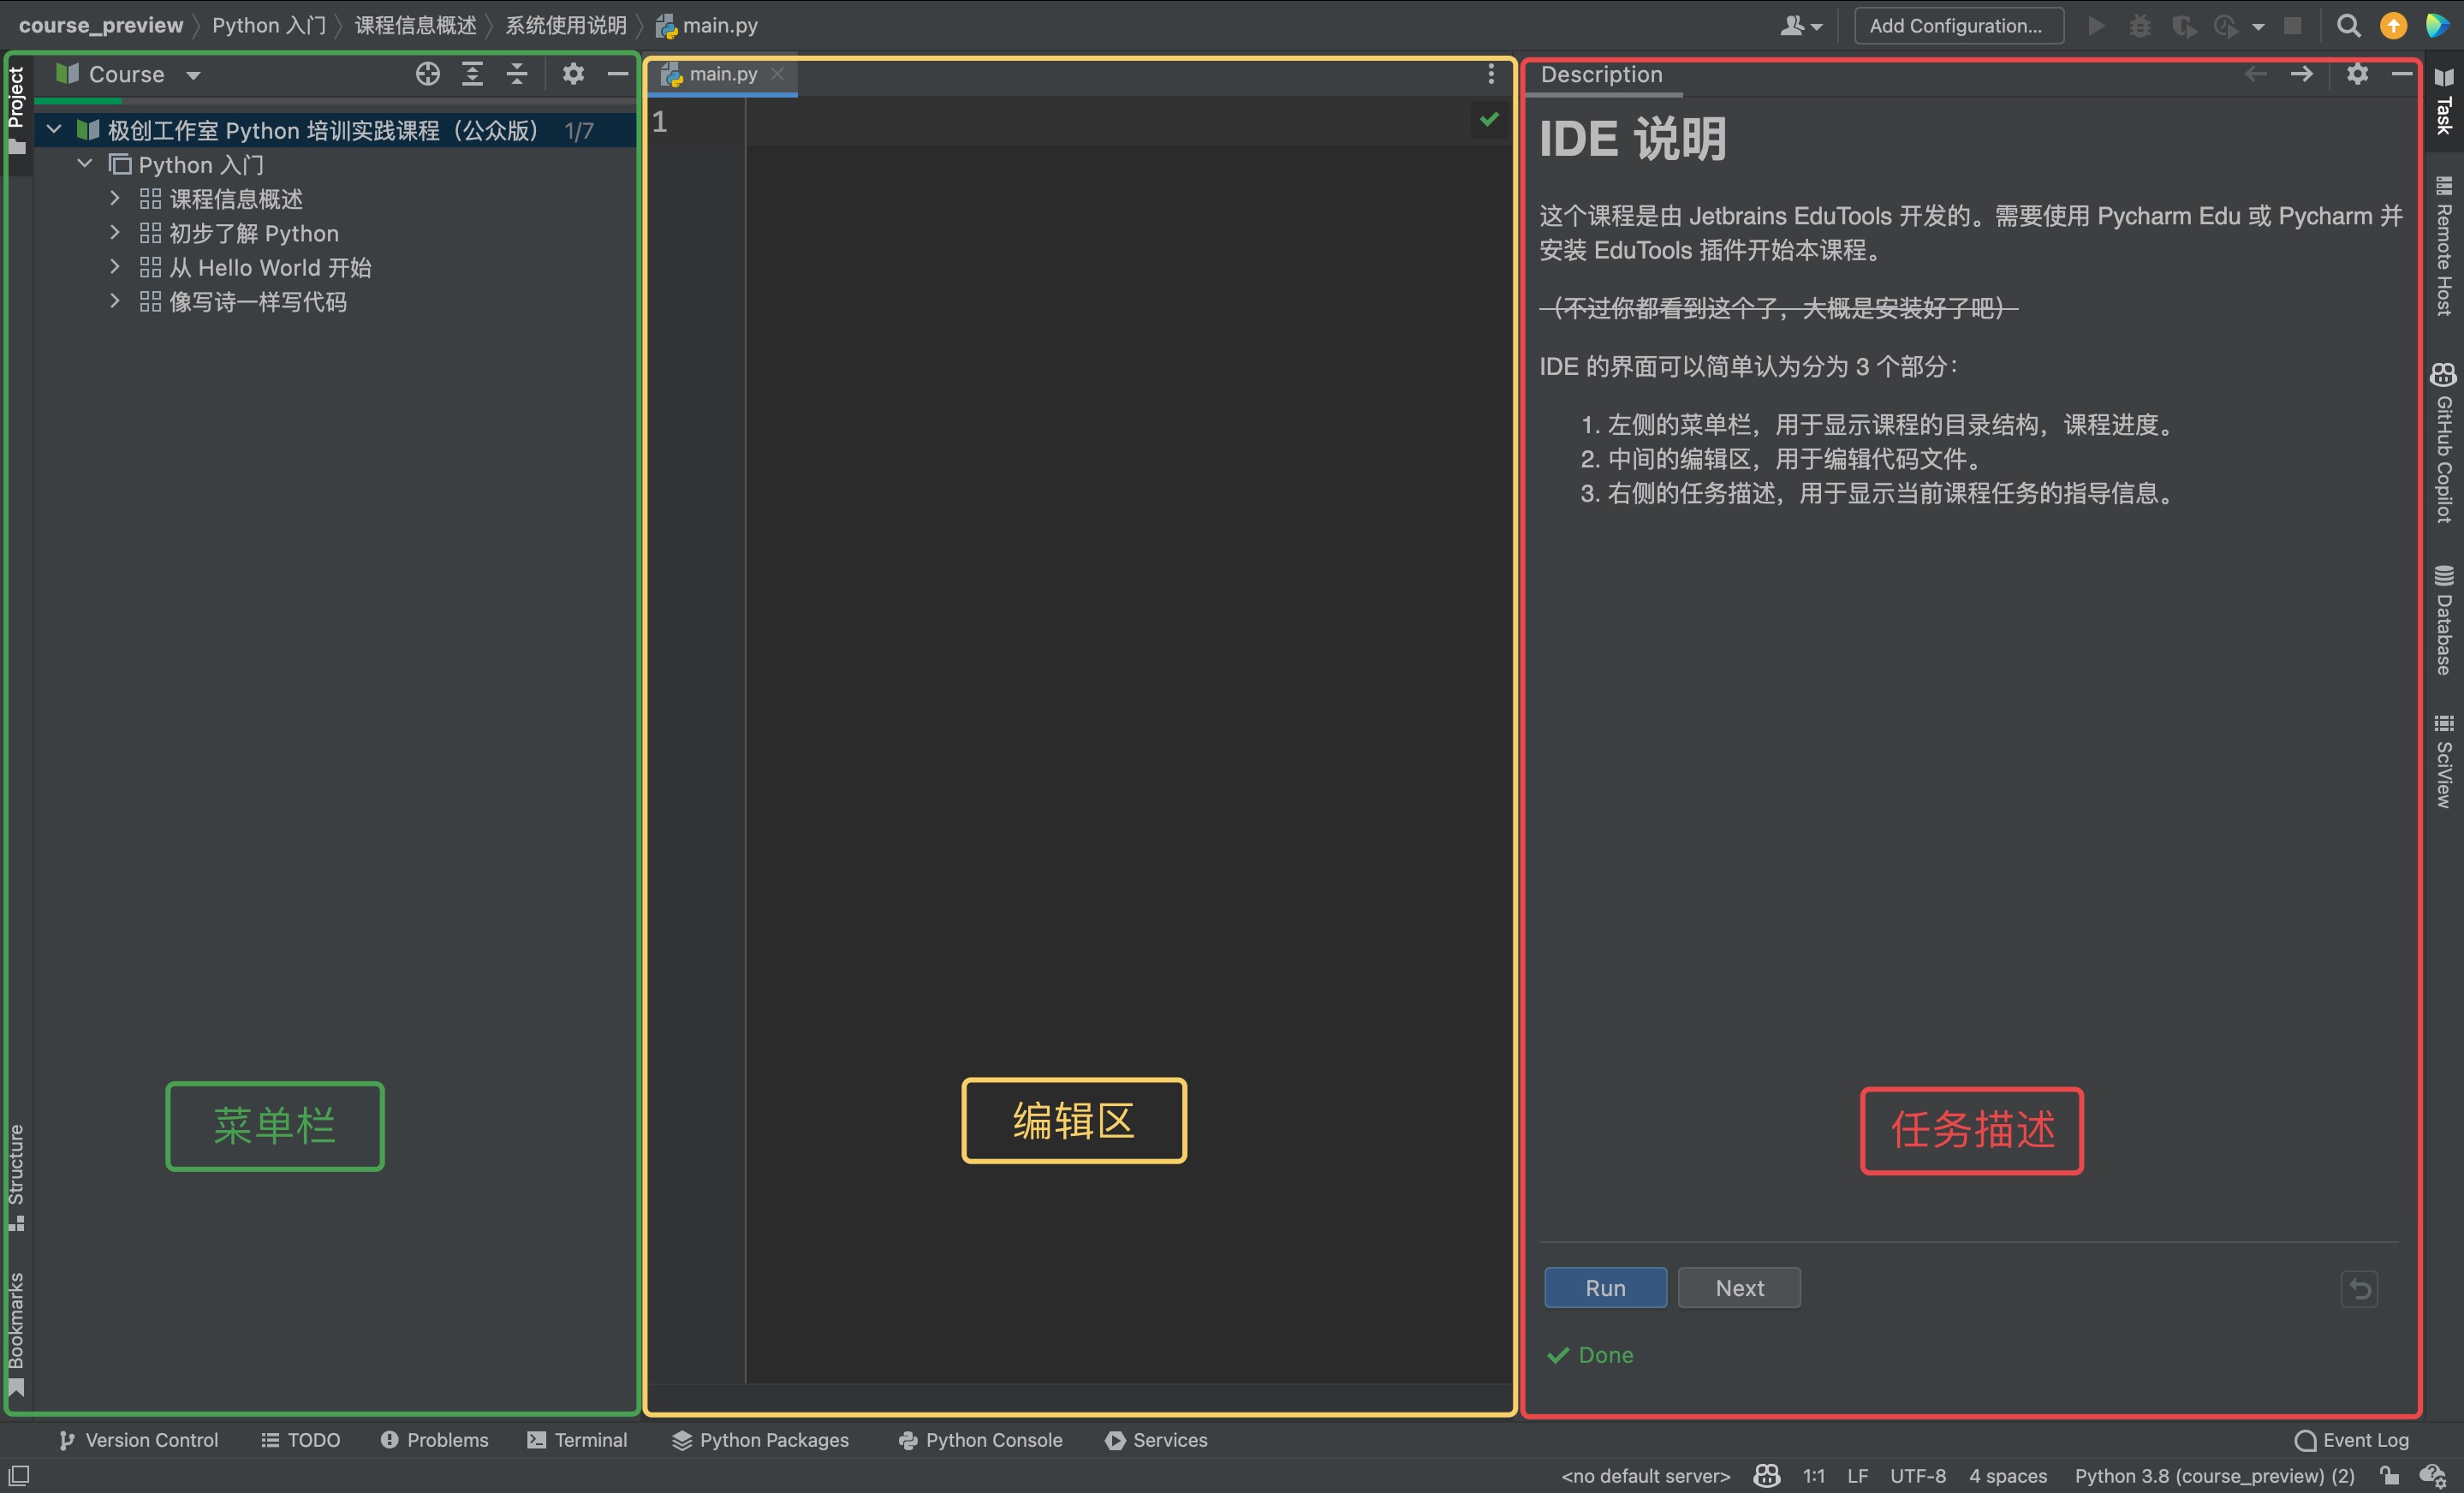 course_preview Python 入门 课程信息概述 系统使用说明 main.py
Add Configuration...
Project
Course
极创工作室 Python 培训实践课程（公众版） 1/7
Python 入门
课程信息概述
初步了解 Python
从 Hello World 开始
像写诗一样写代码
菜单栏
Structure
Bookmarks
main.py
1
编辑区
Description
IDE 说明
这个课程是由 Jetbrains EduTools 开发的。需要使用 Pycharm Edu 或 Pycharm 并
安装 EduTools 插件开始本课程。
（不过你都看到这个了，大概是安装好了吧）
IDE 的界面可以简单认为分为 3 个部分：
1. 左侧的菜单栏，用于显示课程的目录结构，课程进度。
2. 中间的编辑区，用于编辑代码文件。
3. 右侧的任务描述，用于显示当前课程任务的指导信息。
任务描述
Run Next
Done
Task
Remote Host
GitHub Copilot
Database
SciView
Version Control TODO Problems Terminal Python Packages Python Console Services Event Log
<no default server> 1:1 LF UTF-8 4 spaces Python 3.8 (course_preview) (2)